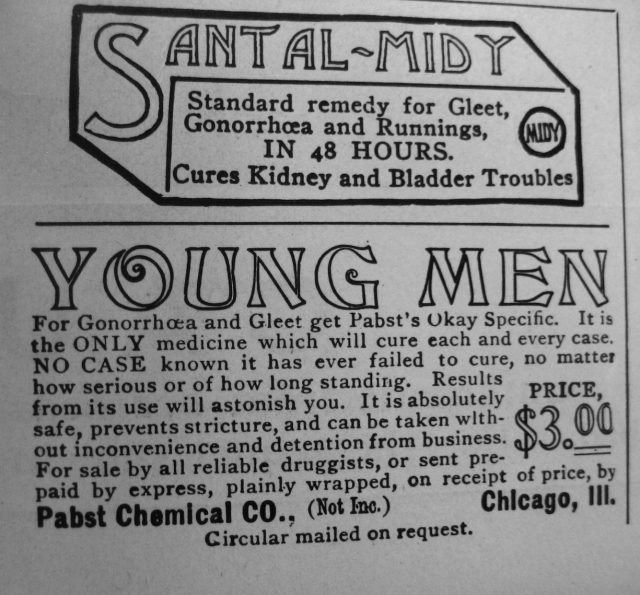 SANTAL-MIDY
Standard remedy for Gleet,
Gonorrhœa and Runnings,
IN 48 HOURS.
MIDY
Cures Kidney and Bladder Troubles
YOUNG MEN
For Gonorrhœa and Gleet get Pabst's Okay Specific. It is
the ONLY medicine which will cure each and every case.
NO CASE known it has ever failed to cure, no matter
how serious or of how long standing. Results
from its use will astonish you. It is absolutely
safe, prevents stricture, and can be taken with-
out inconvenience and detention from business.
PRICE,
$3.00
For sale by all reliable druggists, or sent pre-
paid by express, plainly wrapped, on receipt of price, by
Pabst Chemical CO., (Not Inc.) Chicago, Ill.
Circular mailed on request.